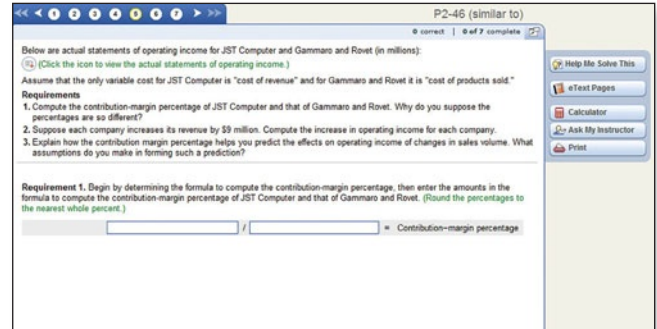 1 2 3 4 5 6 7
P2-46 (similar to)
0 correct | 0 of 7 complete
Below are actual statements of operating income for JST Computer and Gammaro and Rovet (in millions):
(Click the icon to view the actual statements of operating income.)
Assume that the only variable cost for JST Computer is "cost of revenue" and for Gammaro and Rovet it is "cost of products sold."
Requirements
1. Compute the contribution-margin percentage of JST Computer and that of Gammaro and Rovet. Why do you suppose the
percentages are so different?
2. Suppose each company increases its revenue by $9 million. Compute the increase in operating income for each company.
3. Explain how the contribution margin percentage helps you predict the effects on operating income of changes in sales volume. What
assumptions do you make in forming such a prediction?
Requirement 1. Begin by determining the formula to compute the contribution-margin percentage, then enter the amounts in the
formula to compute the contribution-margin percentage of JST Computer and that of Gammaro and Rovet. (Round the percentages to
the nearest whole percent.)
/ = Contribution-margin percentage
Help Me Solve This
eText Pages
Calculator
Ask My Instructor
Print